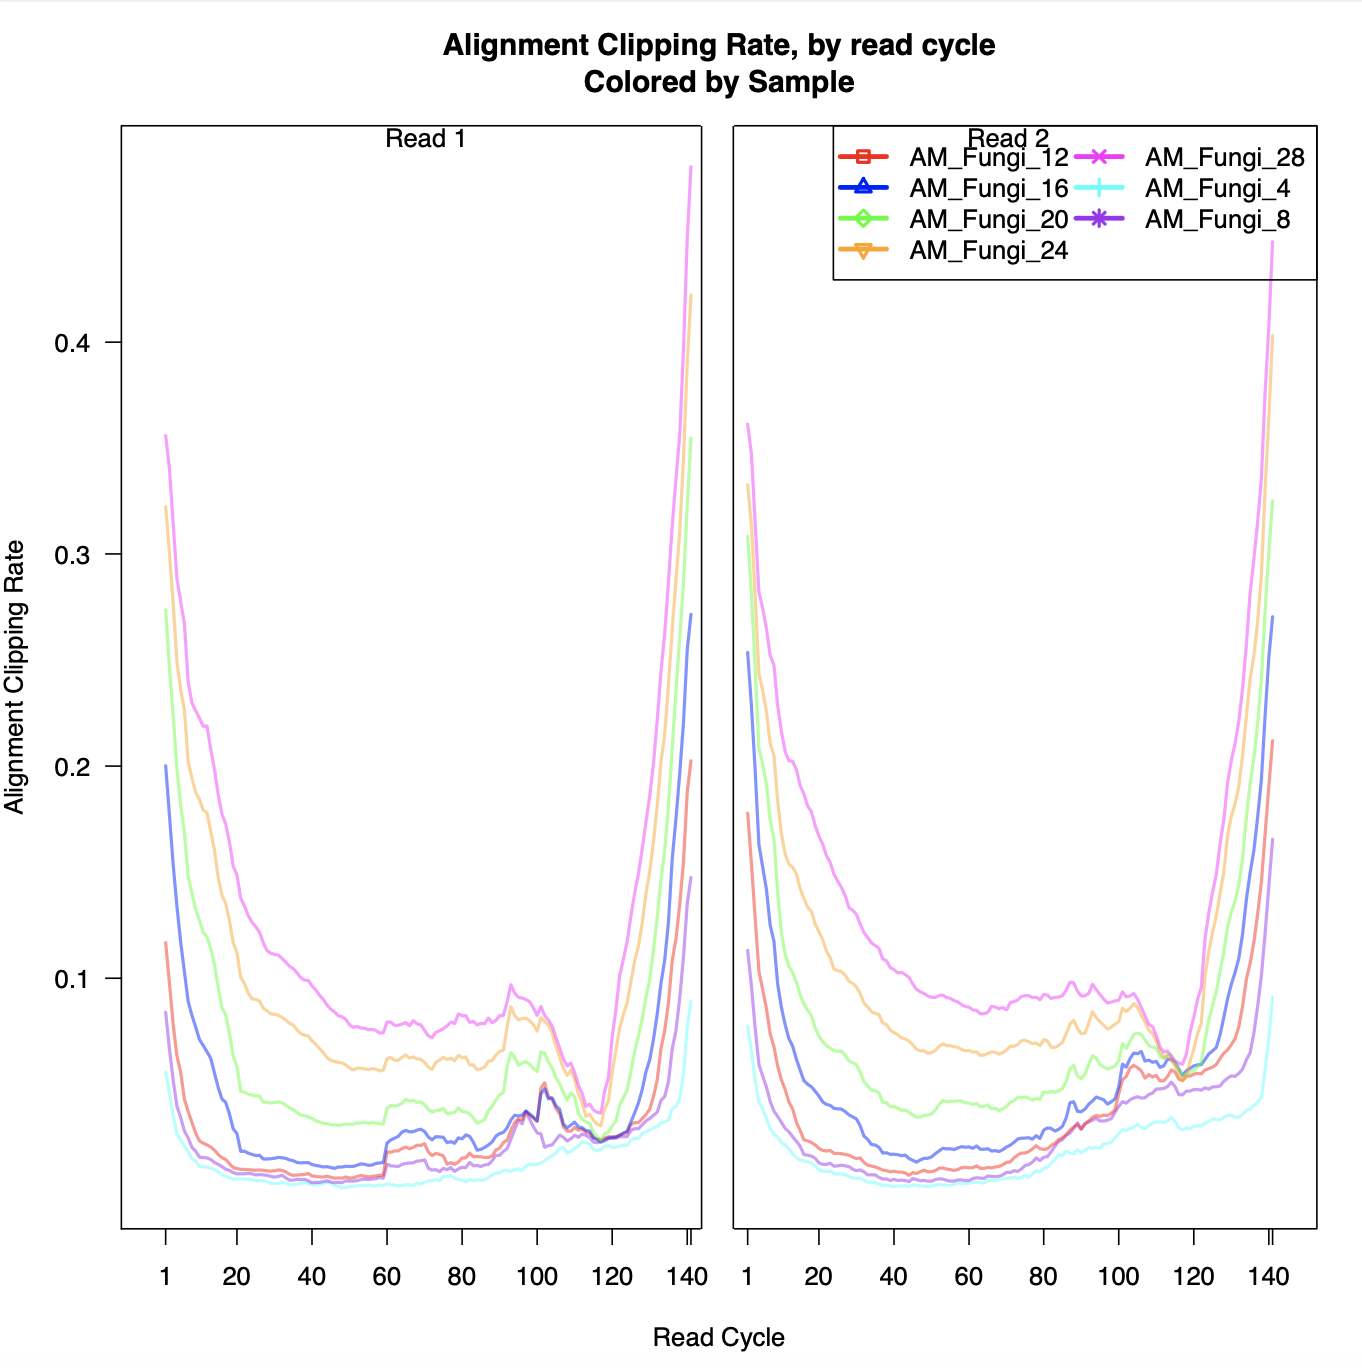 Alignment Clipping Rate, by read cycle
Colored by Sample
Read 1
Read 2
AM_Fungi_12
AM_Fungi_16
AM_Fungi_20
AM_Fungi_24
AM_Fungi_28
AM_Fungi_4
AM_Fungi_8
Alignment Clipping Rate
0.4
0.3
0.2
0.1
1 20 40 60 80 100 120 140
1 20 40 60 80 100 120 140
Read Cycle